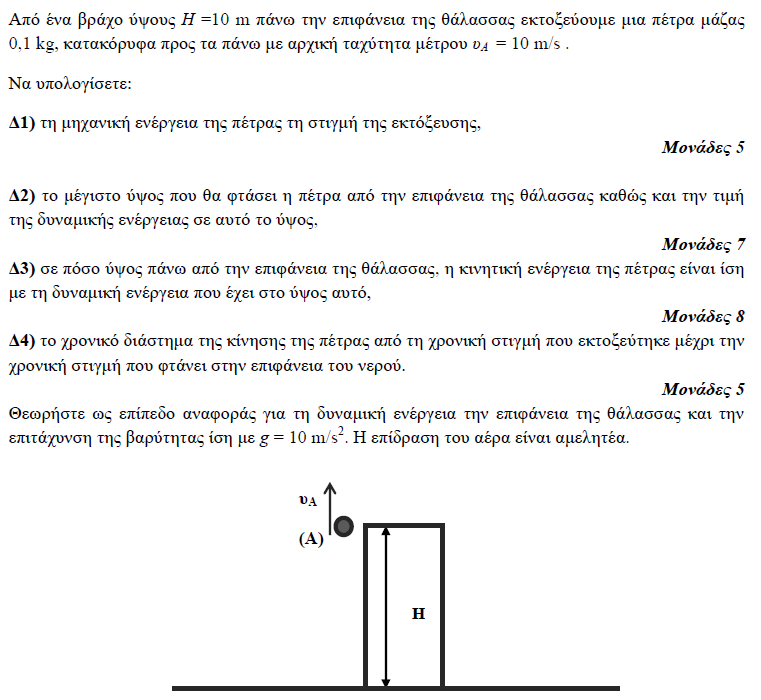 Από ένα βράχο ύψους H =10 m πάνω την επιφάνεια της θάλασσας εκτοξεύουμε μια πέτρα μάζας
0,1 kg, κατακόρυφα προς τα πάνω με αρχική ταχύτητα μέτρου υA = 10 m/s .
Να υπολογίσετε:
Δ1) τη μηχανική ενέργεια της πέτρας τη στιγμή της εκτόξευσης,
Μονάδες 5
Δ2) το μέγιστο ύψος που θα φτάσει η πέτρα από την επιφάνεια της θάλασσας καθώς και την τιμή
της δυναμικής ενέργειας σε αυτό το ύψος,
Μονάδες 7
Δ3) σε πόσο ύψος πάνω από την επιφάνεια της θάλασσας, η κινητική ενέργεια της πέτρας είναι ίση
με τη δυναμική ενέργεια που έχει στο ύψος αυτό,
Μονάδες 8
Δ4) το χρονικό διάστημα της κίνησης της πέτρας από τη χρονική στιγμή που εκτοξεύτηκε μέχρι την
χρονική στιγμή που φτάνει στην επιφάνεια του νερού.
Μονάδες 5
Θεωρήστε ως επίπεδο αναφοράς για τη δυναμική ενέργεια την επιφάνεια της θάλασσας και την
επιτάχυνση της βαρύτητας ίση με g = 10 m/s². Η επίδραση του αέρα είναι αμελητέα.
υA
(A)
H